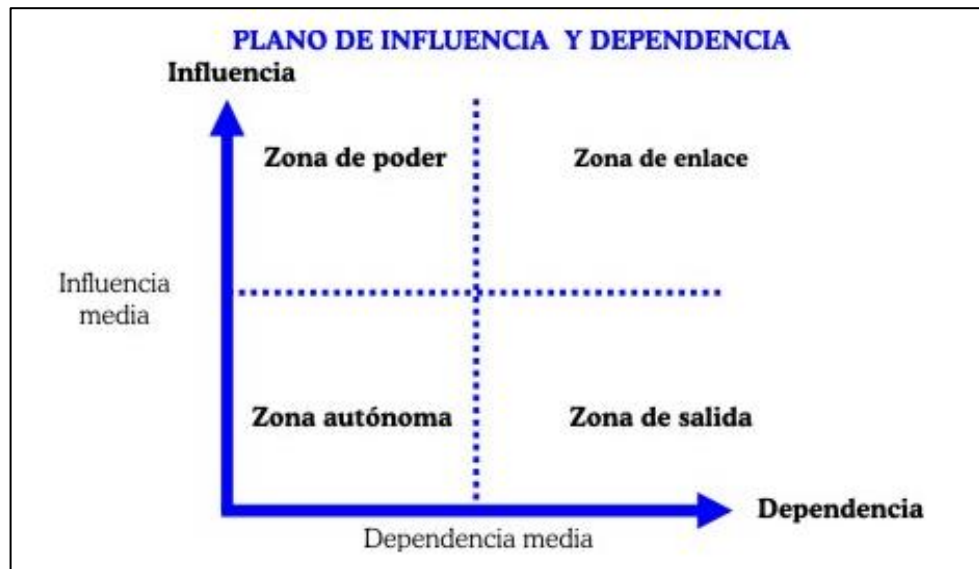 PLANO DE INFLUENCIA Y DEPENDENCIA
Influencia
Zona de poder
Zona de enlace
Influencia
media
Zona autónoma
Zona de salida
Dependencia
Dependencia media